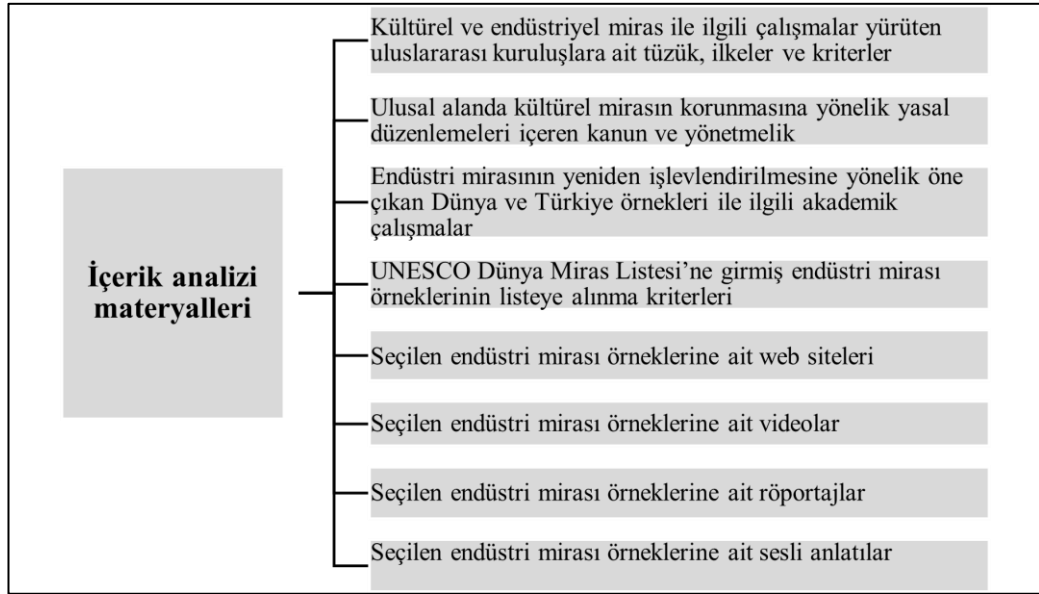 Kültürel ve endüstriyel miras ile ilgili çalışmalar yürüten
uluslararası kuruluşlara ait tüzük, ilkeler ve kriterler
Ulusal alanda kültürel mirasın korunmasına yönelik yasal
düzenlemeleri içeren kanun ve yönetmelik
Endüstri mirasının yeniden işlevlendirilmesine yönelik öne
çıkan Dünya ve Türkiye örnekleri ile ilgili akademik
çalışmalar
İçerik analizi
materyalleri
UNESCO Dünya Miras Listesi’ne girmiş endüstri mirası
örneklerinin listeye alınma kriterleri
Seçilen endüstri mirası örneklerine ait web siteleri
Seçilen endüstri mirası örneklerine ait videolar
Seçilen endüstri mirası örneklerine ait röportajlar
Seçilen endüstri mirası örneklerine ait sesli anlatılar